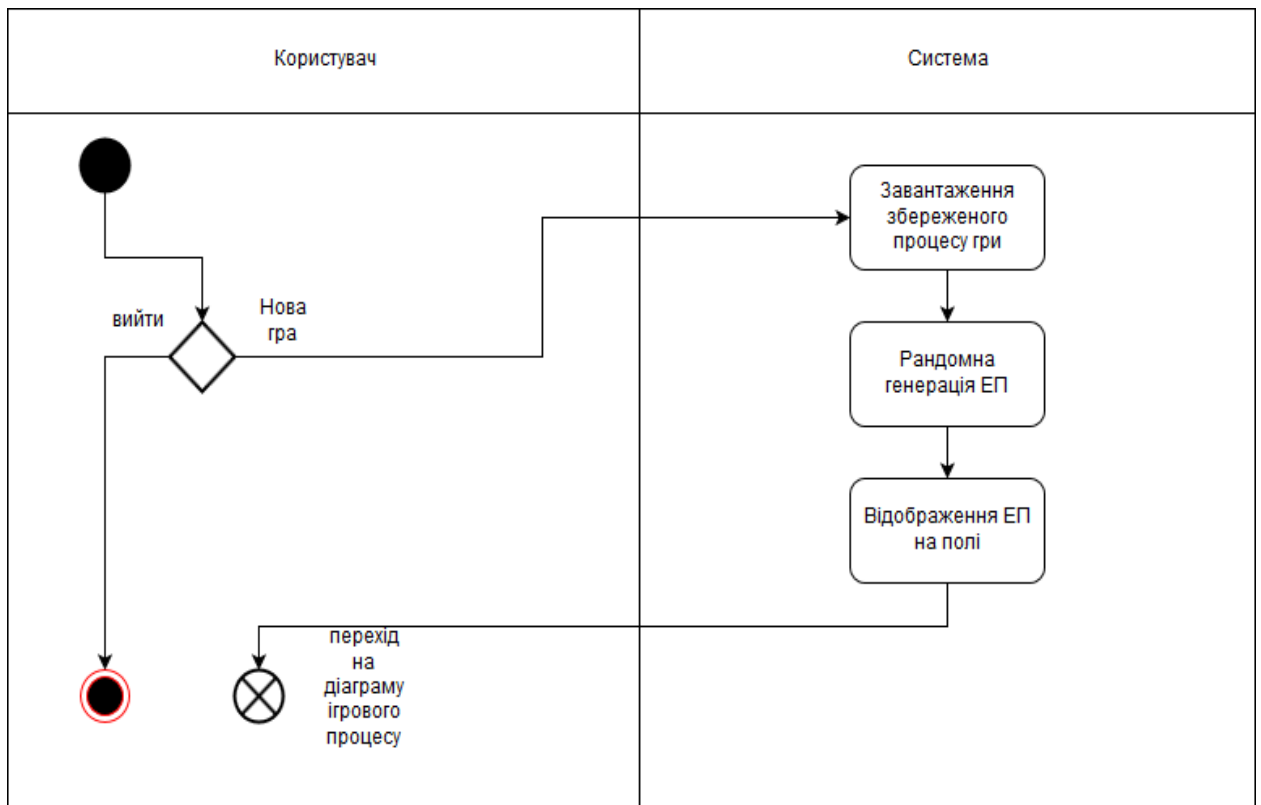 Користувач
Система
Завантаження
збереженого
процесу гри
вийти
Нова
гра
Рандомна
генерація ЕП
Відображення ЕП
на полі
перехід
на
діаграму
ігрового
процесу